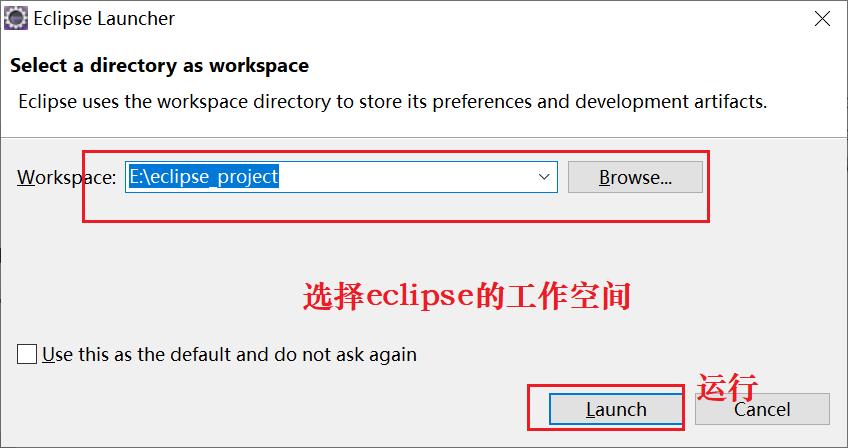 Eclipse Launcher
Select a directory as workspace
Eclipse uses the workspace directory to store its preferences and development artifacts.
Workspace: E:\eclipse_project Browse...
选择eclipse的工作空间
Use this as the default and do not ask again
运行
Launch Cancel